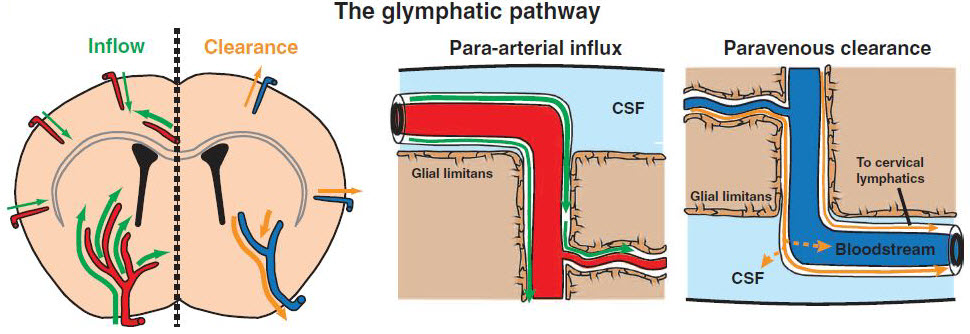 The glymphatic pathway
Inflow
Clearance
Para-arterial influx
CSF
Glial limitans
Paravenous clearance
To cervical
lymphatics
Glial limitans
Bloodstream
CSF